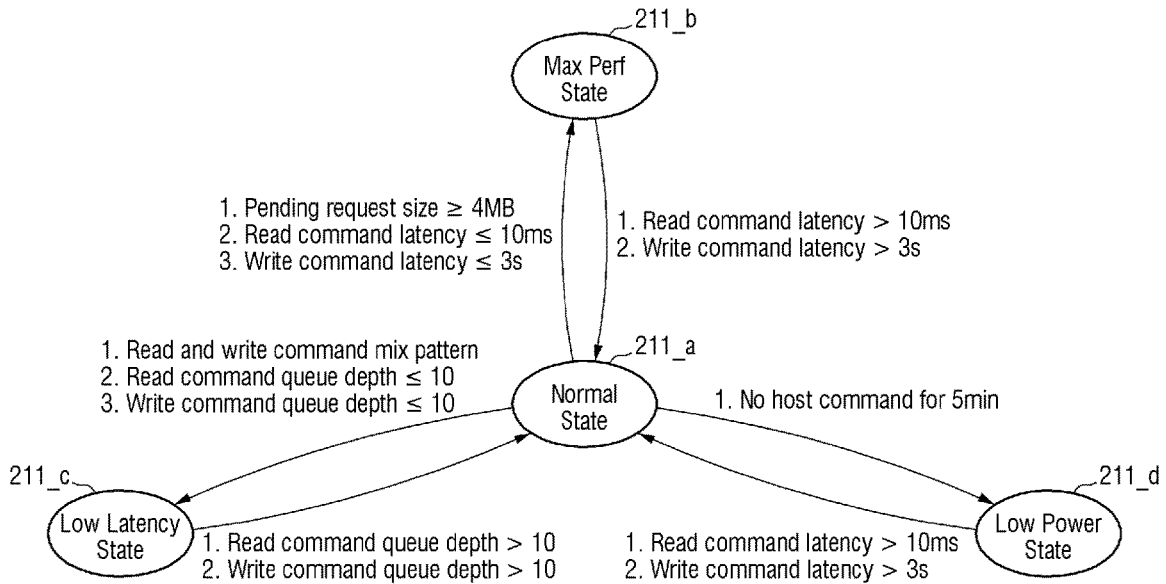 211_b
Max Perf
State
1. Pending request size ≥ 4MB
2. Read command latency ≤ 10ms
3. Write command latency ≤ 3s
1. Read command latency > 10ms
2. Write command latency > 3s
211_a
1. Read and write command mix pattern
2. Read command queue depth ≤ 10
3. Write command queue depth ≤ 10
Normal
State
1. No host command for 5min
211_c
Low Latency
State
211_d
Low Power
State
1. Read command queue depth > 10
2. Write command queue depth > 10
1. Read command latency > 10ms
2. Write command latency > 3s